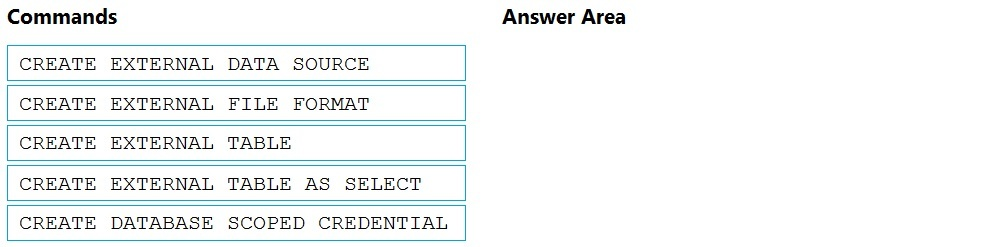 Commands
Answer Area
CREATE EXTERNAL DATA SOURCE
CREATE EXTERNAL FILE FORMAT
CREATE EXTERNAL TABLE
CREATE EXTERNAL TABLE AS SELECT
CREATE DATABASE SCOPED CREDENTIAL